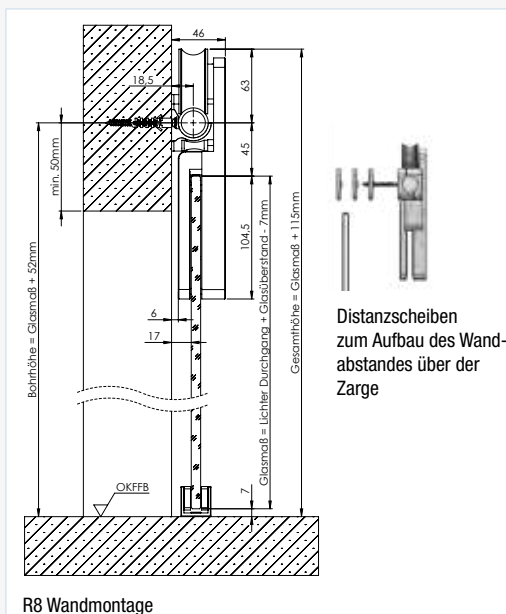 46
18,5
63
min. 50mm
45
104,5
Bohrhöhe = Glasmaß + 52mm
Glasmaß = Lichter Durchgang + Glasüberstand - 7mm
Gesamthöhe = Glasmaß + 115mm
6
17
7
OKFFB
Distanzscheiben
zum Aufbau des Wand-
abstandes über der
Zarge
R8 Wandmontage